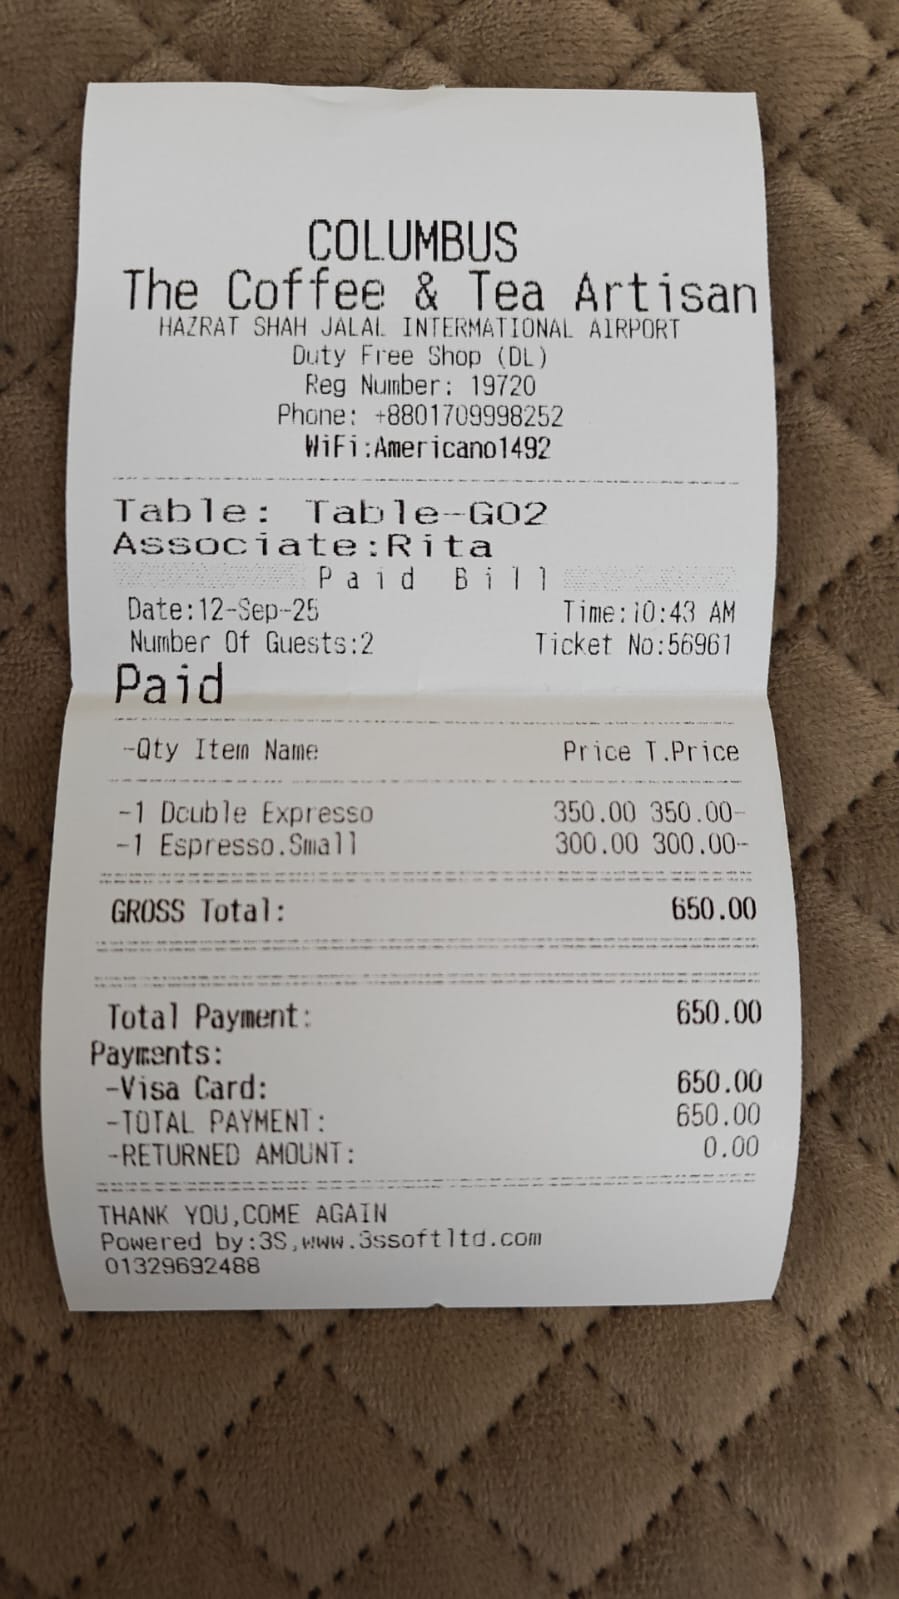 COLUMBUS
The Coffee & Tea Artisan
HAZRAT SHAH JALAL INTERMATIONAL AIRPORT
Duty Free Shop (DL)
Reg Number: 19720
Phone: +8801709998252
WiFi:Americano1492
Table: Table-G02
Associate:Rita
Paid Bill
Date:12-Sep-25 Time:10:43 AM
Number Of Guests:2 Ticket No:56961
Paid
-Qty Item Name Price T.Price
-1 Double Expresso 350.00 350.00-
-1 Espresso.Small 300.00 300.00-
GROSS Total: 650.00
Total Payment: 650.00
Payments:
-Visa Card: 650.00
-TOTAL PAYMENT: 650.00
-RETURNED AMOUNT: 0.00
THANK YOU,COME AGAIN
Powered by:3S,www.3ssoftltd.com
01329692488